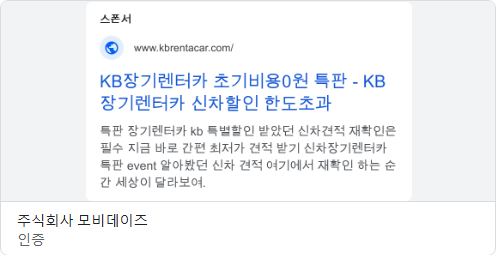 스폰서
www.kbrentacar.com/
KB장기렌터카 초기비용0원 특판 - KB
장기렌터카 신차할인 한도초과
특판 장기렌터카 kb 특별할인 받았던 신차견적 재확인은
필수 지금 바로 간편 최저가 견적 받기 신차장기렌터카
특판 event 알아봤던 신차 견적 여기에서 재확인 하는 순
간 세상이 달라보여.
주식회사 모비데이즈
인증